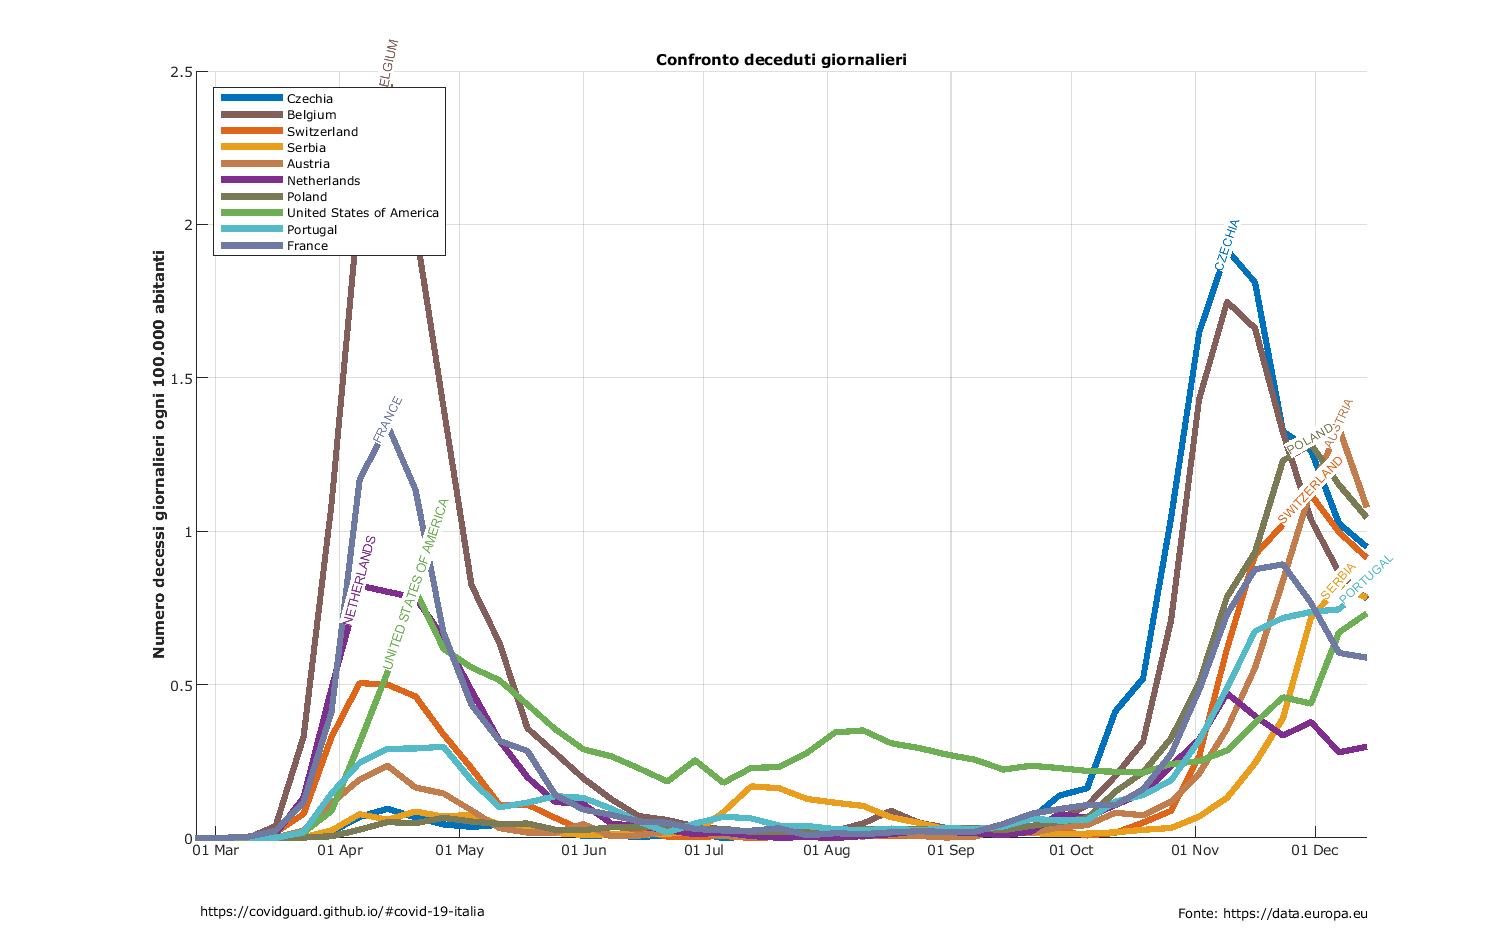 Confronto deceduti giornalieri
Numero decessi giornalieri ogni 100.000 abitanti
2.5
2
1.5
1
0.5
0
Czechia
Belgium
Switzerland
Serbia
Austria
Netherlands
Poland
United States of America
Portugal
France
ELGIUM
FRANCE
NETHERLANDS
UNITED STATES OF AMERICA
CZECHIA
POLAND
AUSTRIA
SWITZERLAND
SERBIA
PORTUGAL
01 Mar
01 Apr
01 May
01 Jun
01 Jul
01 Aug
01 Sep
01 Oct
01 Nov
01 Dec
https://covidguard.github.io/#covid-19-italia
Fonte: https://data.europa.eu